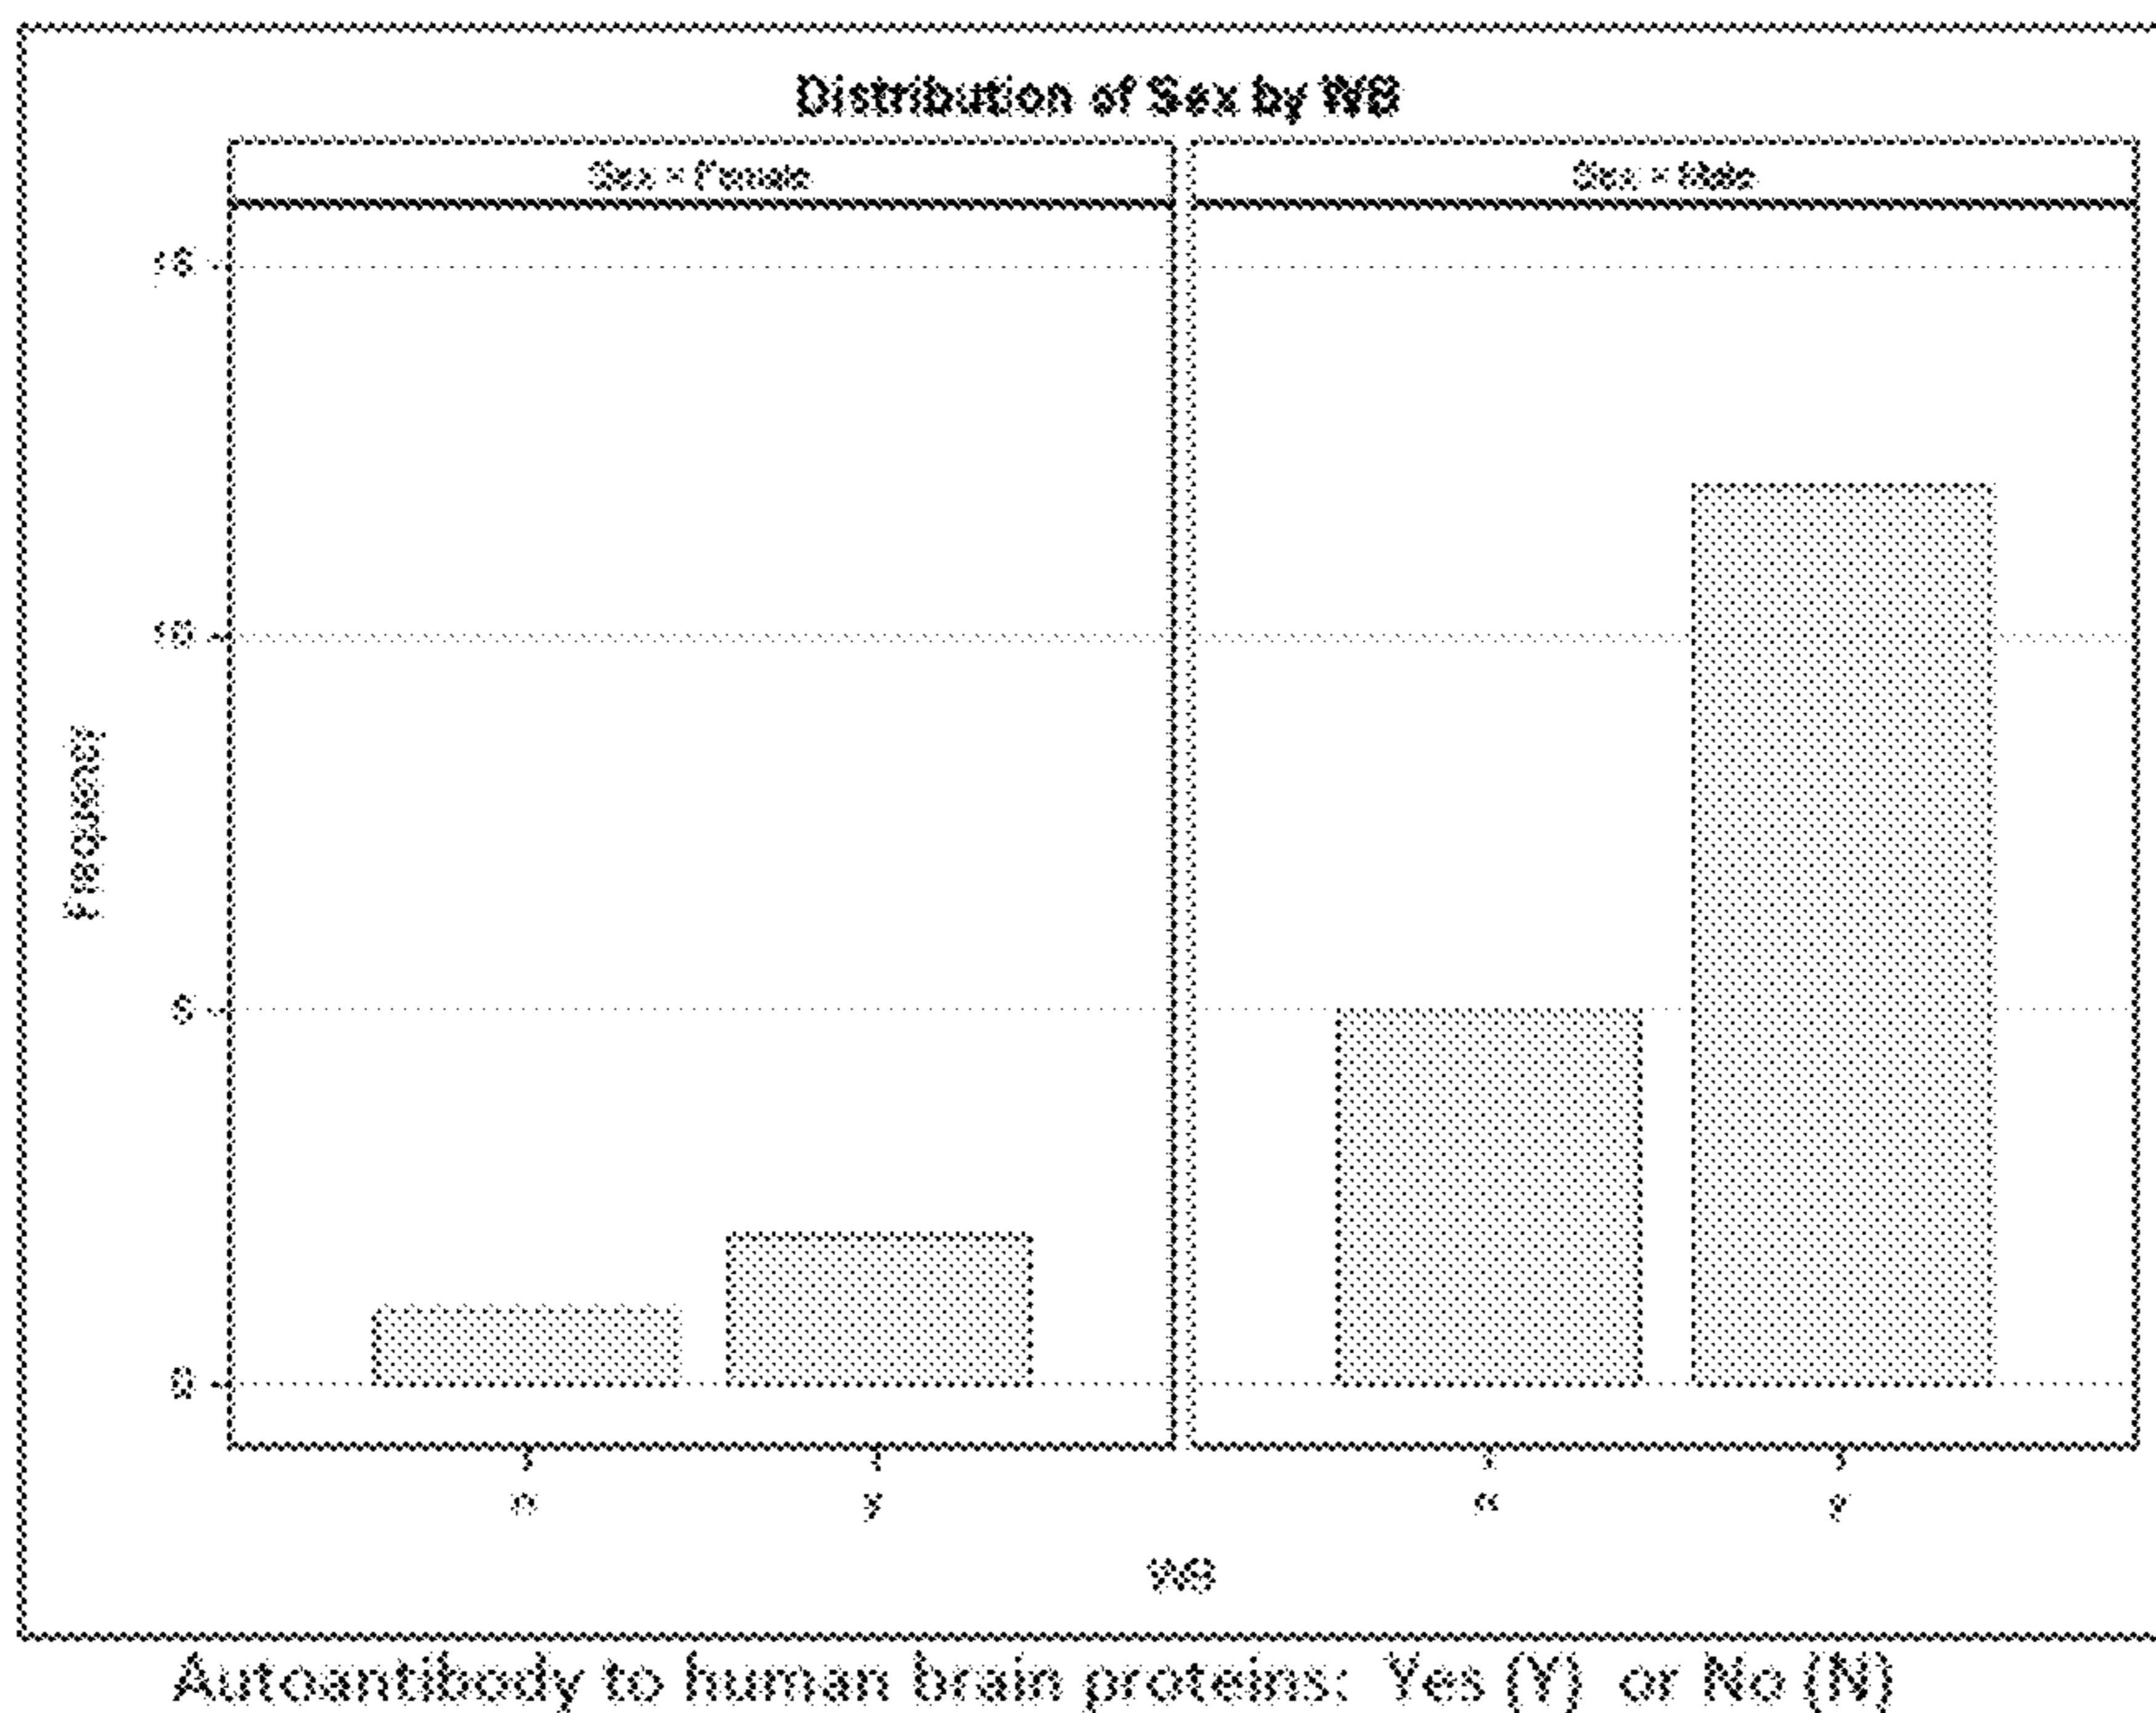 Distribution of Sex by WB
Sex = Female
Sex = Male
15
10
5
0
Frequency
n
y
n
y
WB
Autoantibody to human brain proteins: Yes (Y) or No (N)